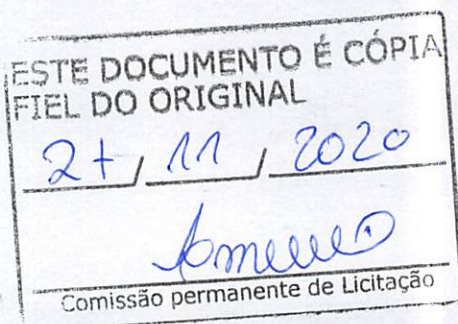 ESTE DOCUMENTO É CÓPIA
FIEL DO ORIGINAL
27/11/2020
Comissão permanente de Licitação